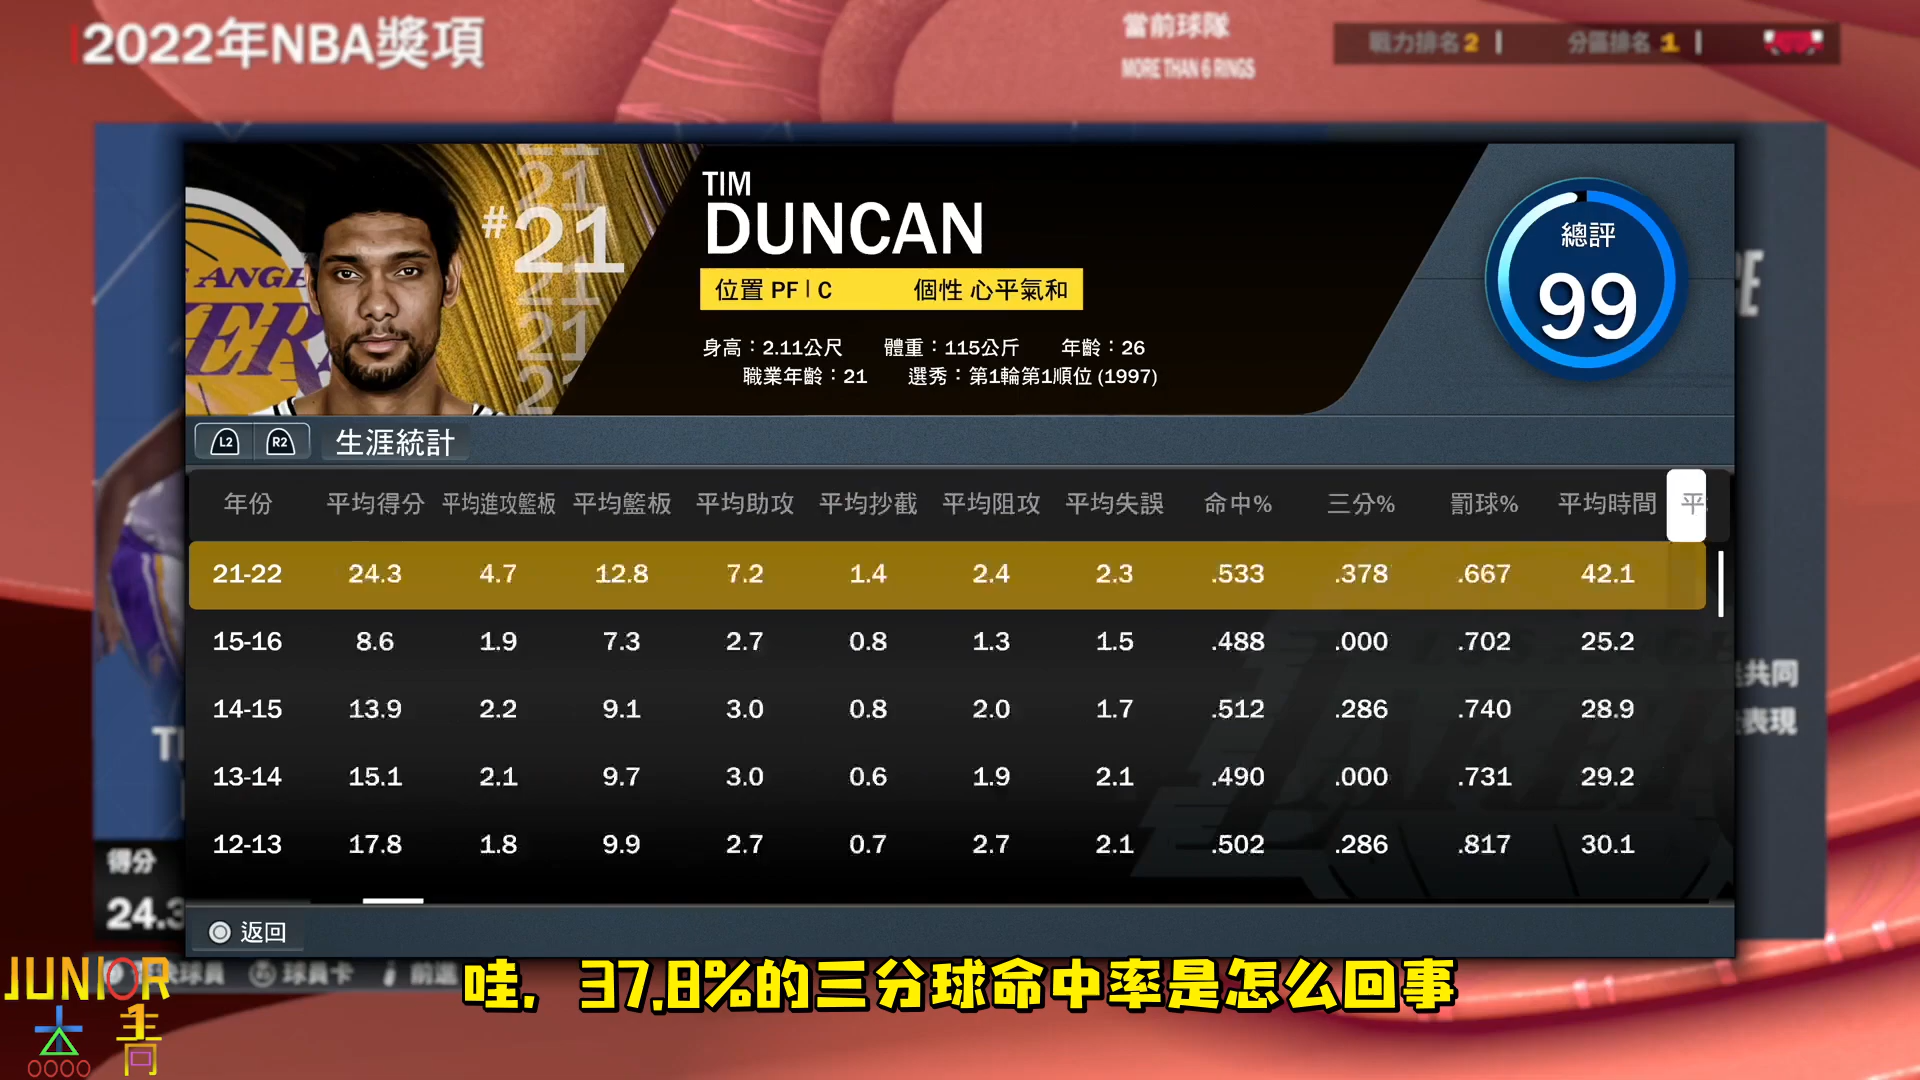 2022年NBA獎項
當前球隊
MORE THAN 6 RINGS
戰力排名 2 | 分區排名 1 |
TIM
DUNCAN
#21
21
位置 PF | C 個性 心平氣和
身高：2.11公尺 體重：115公斤 年齡：26
職業年齡：21 選秀：第1輪第1順位 (1997)
總評
99
L2 R2 生涯統計
年份 平均得分 平均進攻籃板 平均籃板 平均助攻 平均抄截 平均阻攻 平均失誤 命中% 三分% 罰球% 平均時間 平
21-22 24.3 4.7 12.8 7.2 1.4 2.4 2.3 .533 .378 .667 42.1
15-16 8.6 1.9 7.3 2.7 0.8 1.3 1.5 .488 .000 .702 25.2
14-15 13.9 2.2 9.1 3.0 0.8 2.0 1.7 .512 .286 .740 28.9
13-14 15.1 2.1 9.7 3.0 0.6 1.9 2.1 .490 .000 .731 29.2
12-13 17.8 1.8 9.9 2.7 0.7 2.7 2.1 .502 .286 .817 30.1
共同
表現
得分
24.3
返回
球員 球員卡 前進
哇，37.8%的三分球命中率是怎么回事
JUNIOR